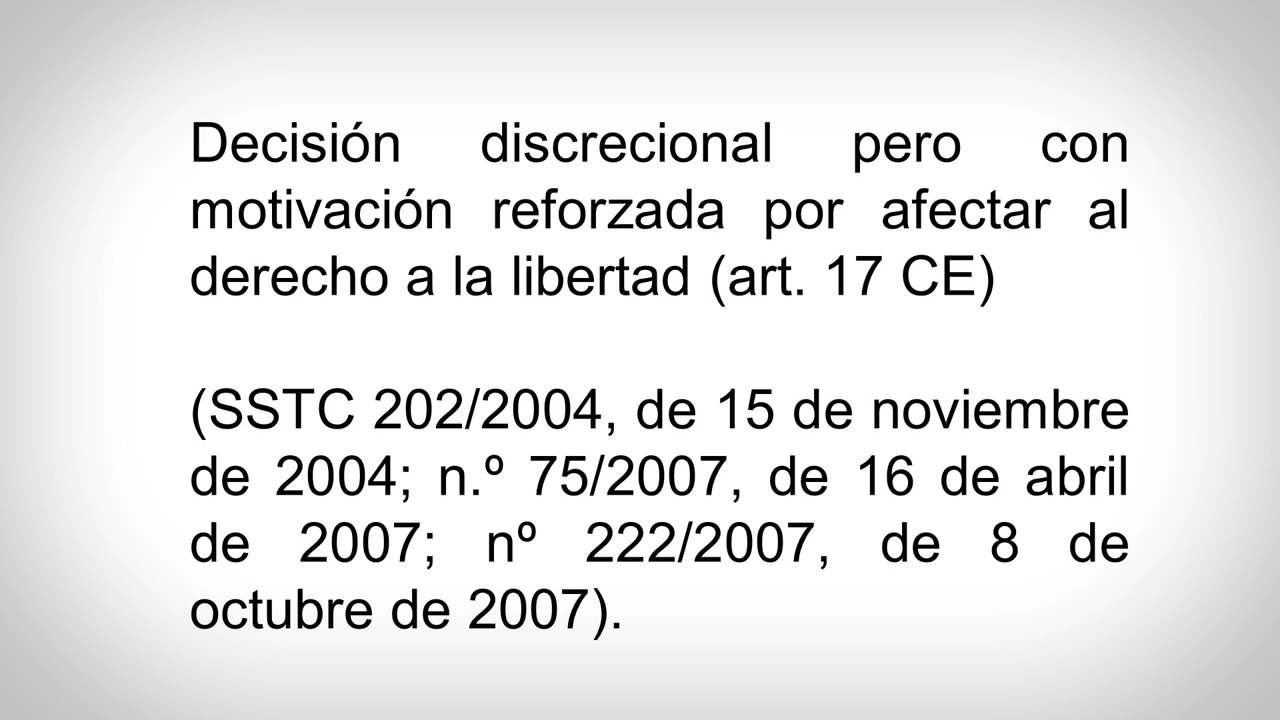 Decisión discrecional pero con
motivación reforzada por afectar al
derecho a la libertad (art. 17 CE)
(SSTC 202/2004, de 15 de noviembre
de 2004; n.º 75/2007, de 16 de abril
de 2007; nº 222/2007, de 8 de
octubre de 2007).